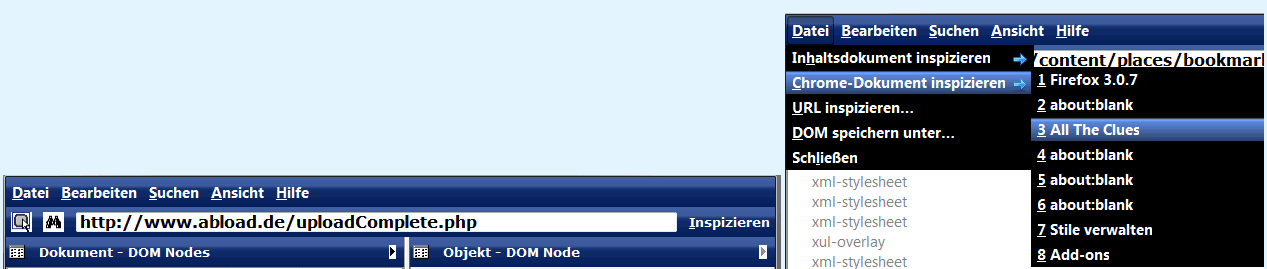 Datei Bearbeiten Suchen Ansicht Hilfe
http://www.abload.de/uploadComplete.php Inspizieren
Dokument - DOM Nodes Objekt - DOM Node
Datei Bearbeiten Suchen Ansicht Hilfe
Inhaltsdokument inspizieren
Chrome-Dokument inspizieren
URL inspizieren...
DOM speichern unter...
Schließen
xml-stylesheet
xml-stylesheet
xml-stylesheet
xul-overlay
xml-stylesheet
/content/places/bookmar
1 Firefox 3.0.7
2 about:blank
3 All The Clues
4 about:blank
5 about:blank
6 about:blank
7 Stile verwalten
8 Add-ons